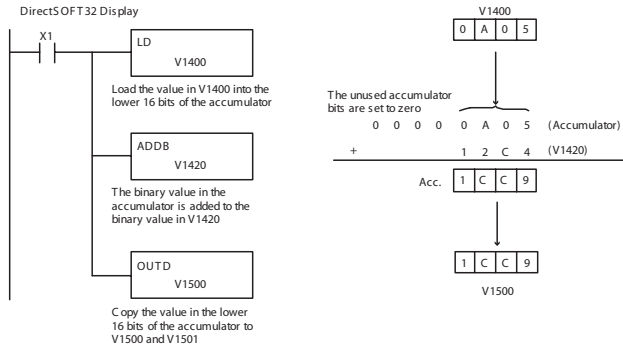 DirectSOFT32 Display
X1
LD
V1400
Load the value in V1400 into the
lower 16 bits of the accumulator
ADDB
V1420
The binary value in the
accumulator is added to the
binary value in V1420
OUTD
V1500
Copy the value in the lower
16 bits of the accumulator to
V1500 and V1501
V1400
0 A 0 5
The unused accumulator
bits are set to zero
0 0 0 0 0 A 0 5 (Accumulator)
+ 1 2 C 4 (V1420)
Acc. 1 C C 9
1 C C 9
V1500